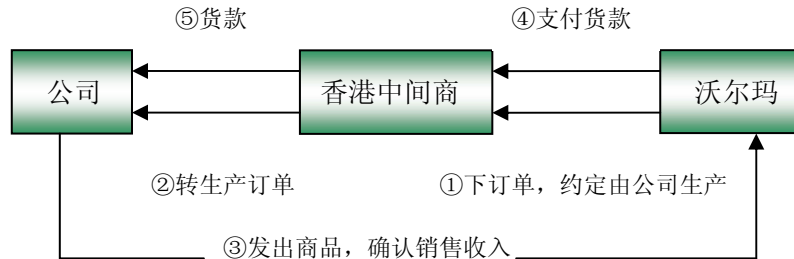 ⑤货款
④支付货款
公司
香港中间商
沃尔玛
②转生产订单
①下订单，约定由公司生产
③发出商品，确认销售收入